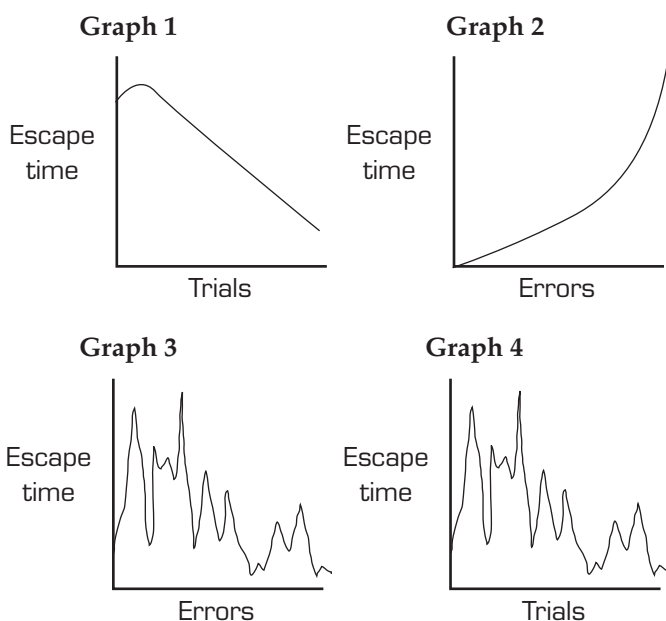 Graph 1
Escape
time
Trials
Graph 2
Escape
time
Errors
Graph 3
Escape
time
Errors
Graph 4
Escape
time
Trials